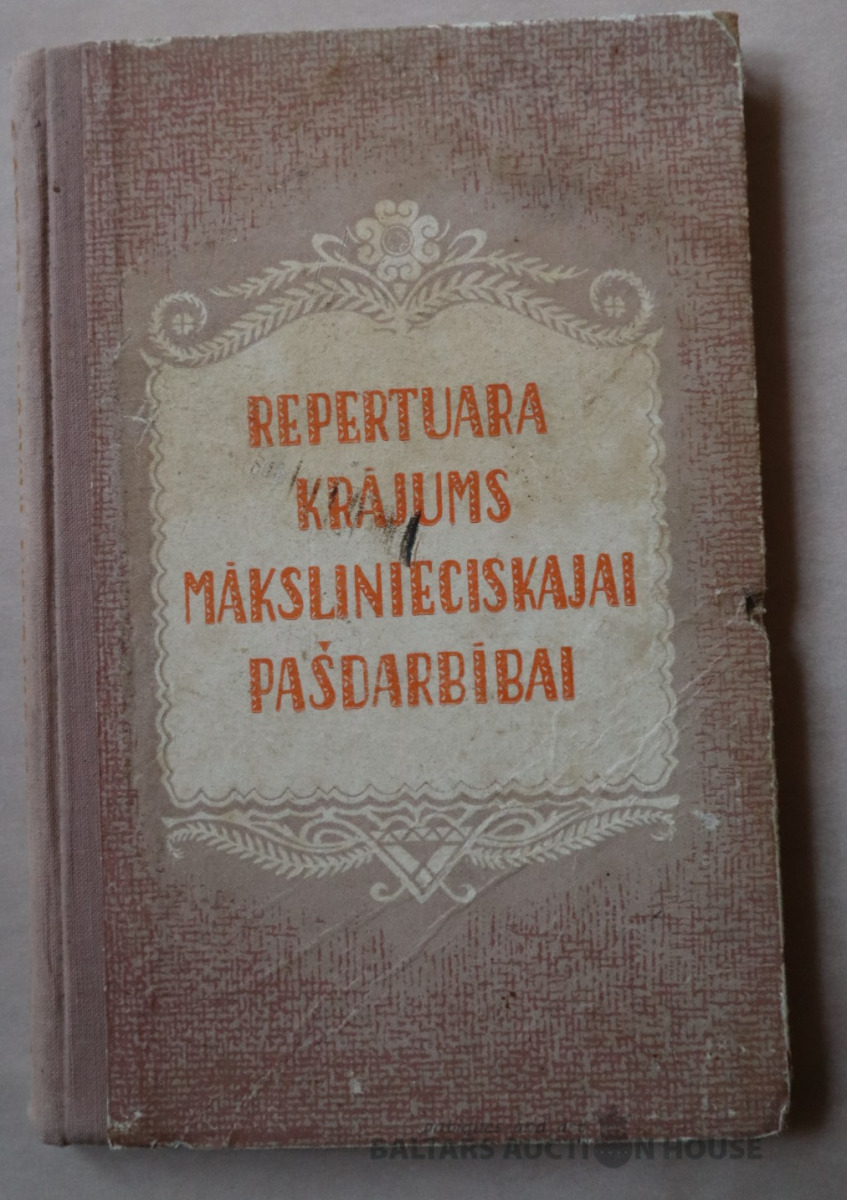 REPERTUARA
KRĀJUMS
MĀKSLINIECISKAJAI
PAŠDARBĪBAI
BALTARS AUCTION HOUSE